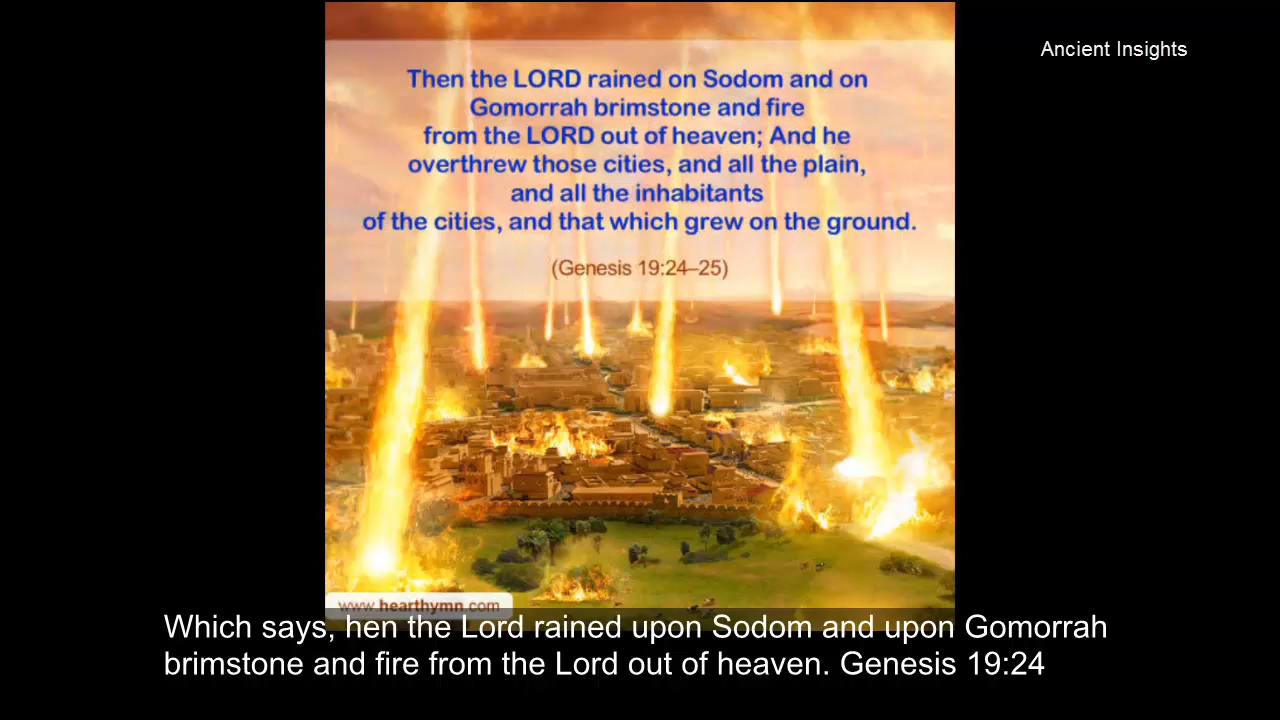 Ancient Insights
Then the LORD rained on Sodom and on
Gomorrah brimstone and fire
from the LORD out of heaven; And he
overthrew those cities, and all the plain,
and all the inhabitants
of the cities, and that which grew on the ground.
(Genesis 19:24–25)
www.hearthymn.com
Which says, hen the Lord rained upon Sodom and upon Gomorrah
brimstone and fire from the Lord out of heaven. Genesis 19:24